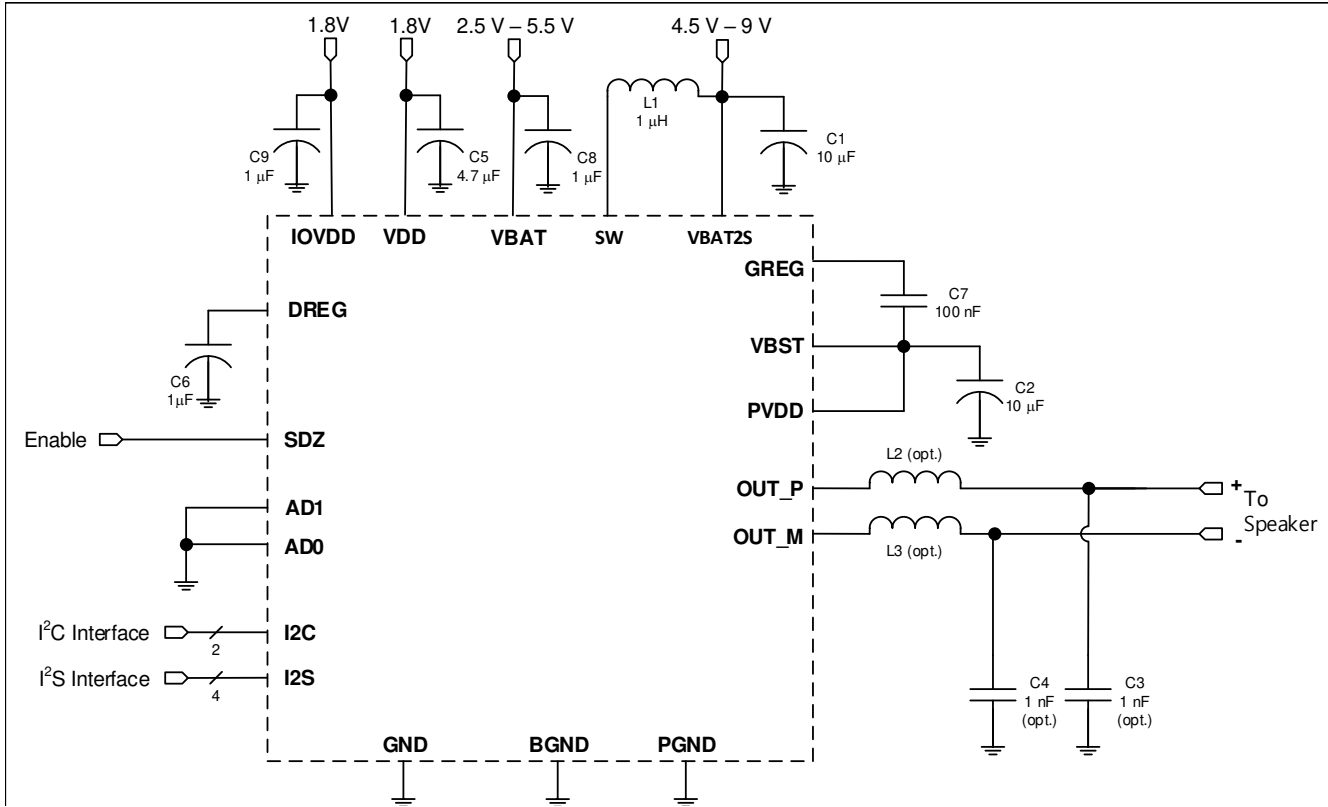 1.8V
1.8V
2.5 V – 5.5 V
4.5 V – 9 V
L1
1 µH
C9
1 µF
C5
4.7 µF
C8
1 µF
C1
10 µF
IOVDD
VDD
VBAT
SW
VBAT2S
GREG
C7
100 nF
DREG
VBST
C6
1µF
C2
10 µF
PVDD
Enable
SDZ
L2 (opt.)
OUT_P
+
To
Speaker
-
AD1
OUT_M
AD0
L3 (opt.)
I²C Interface
2
I2C
I²S Interface
4
I2S
C4
1 nF
(opt.)
C3
1 nF
(opt.)
GND
BGND
PGND